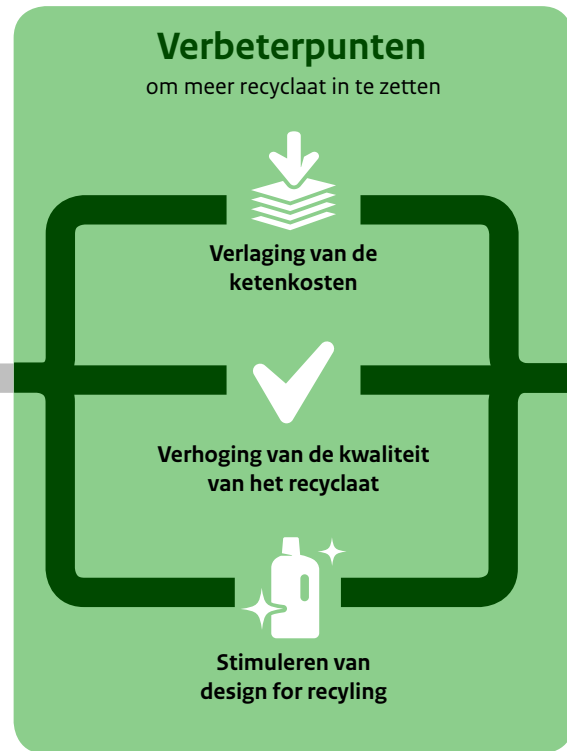 Verbeterpunten
om meer recyclaat in te zetten
Verlaging van de
ketenkosten
Verhoging van de kwaliteit
van het recyclaat
Stimuleren van
design for recyling